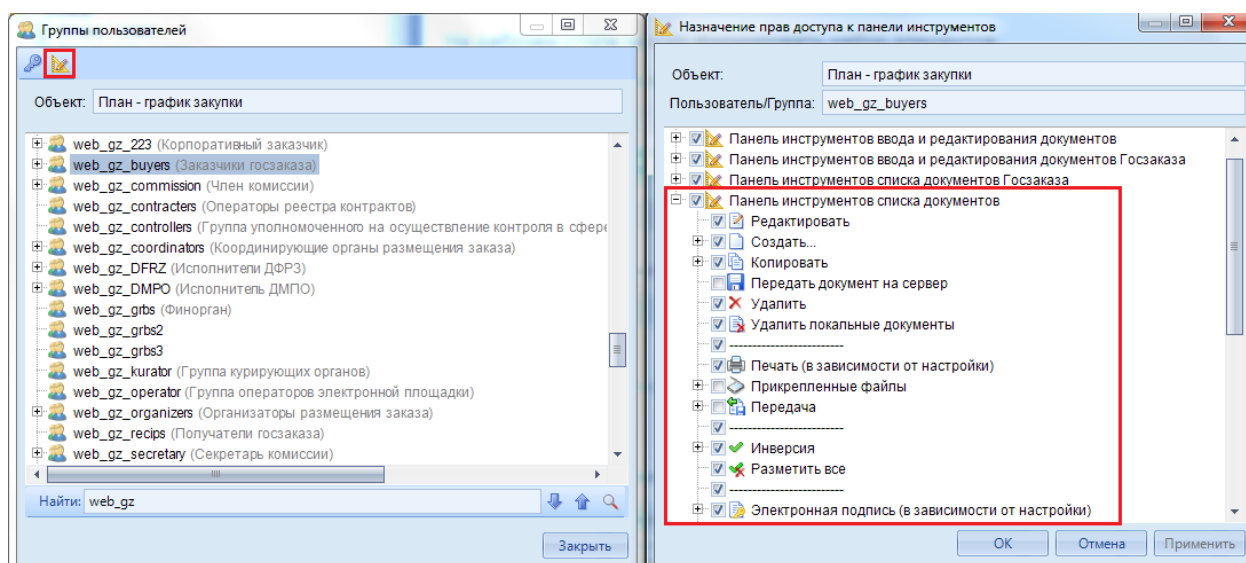 Группы пользователей
Объект: План - график закупки
web_gz_223 (Корпоративный заказчик)
web_gz_buyers (Заказчики госзаказа)
web_gz_commission (Член комиссии)
web_gz_contracters (Операторы реестра контрактов)
web_gz_controllers (Группа уполномоченного на осуществление контроля в сфере
web_gz_coordinators (Координирующие органы размещения заказа)
web_gz_DFRZ (Исполнители ДФРЗ)
web_gz_DMPO (Исполнитель ДМПО)
web_gz_grbs (Финорган)
web_gz_grbs2
web_gz_grbs3
web_gz_kurator (Группа курирующих органов)
web_gz_operator (Группа операторов электронной площадки)
web_gz_organizers (Организаторы размещения заказа)
web_gz_recips (Получатели госзаказа)
web_gz_secretary (Секретарь комиссии)
Найти: web_gz
Закрыть
Назначение прав доступа к панели инструментов
Объект: План - график закупки
Пользователь/Группа: web_gz_buyers
Панель инструментов ввода и редактирования документов
Панель инструментов ввода и редактирования документов Госзаказа
Панель инструментов списка документов Госзаказа
Панель инструментов списка документов
Редактировать
Создать...
Копировать
Передать документ на сервер
Удалить
Удалить локальные документы
-------------------------
Печать (в зависимости от настройки)
Прикрепленные файлы
Передача
-------------------------
Инверсия
Разметить все
-------------------------
Электронная подпись (в зависимости от настройки)
ОК Отмена Применить